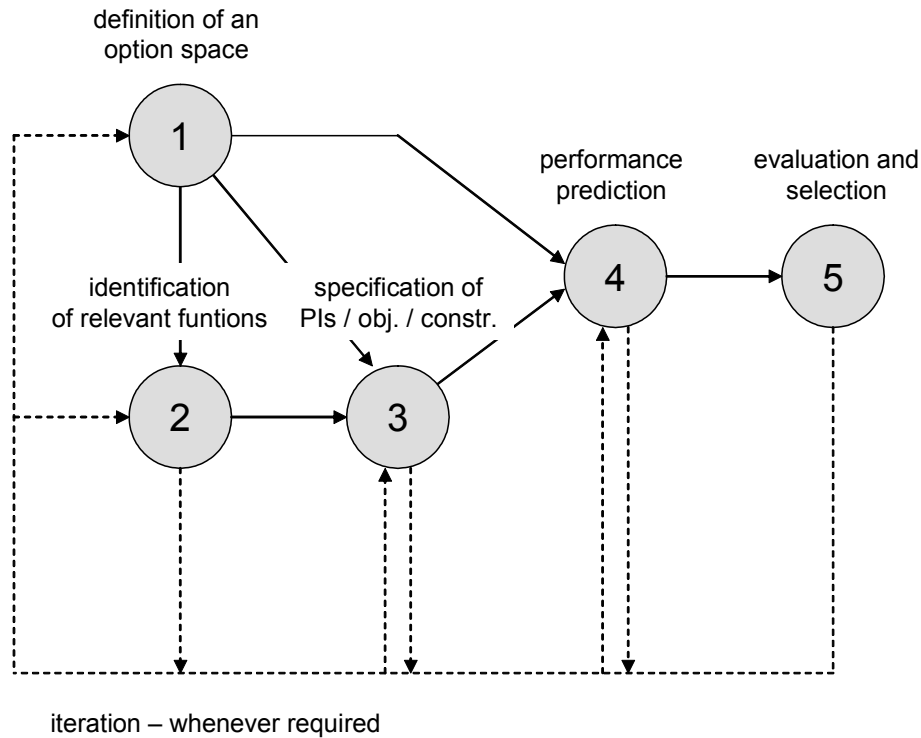 definition of an
option space
1
performance
prediction
evaluation and
selection
4
5
identification
of relevant funtions
specification of
PIs / obj. / constr.
2
3
iteration – whenever required